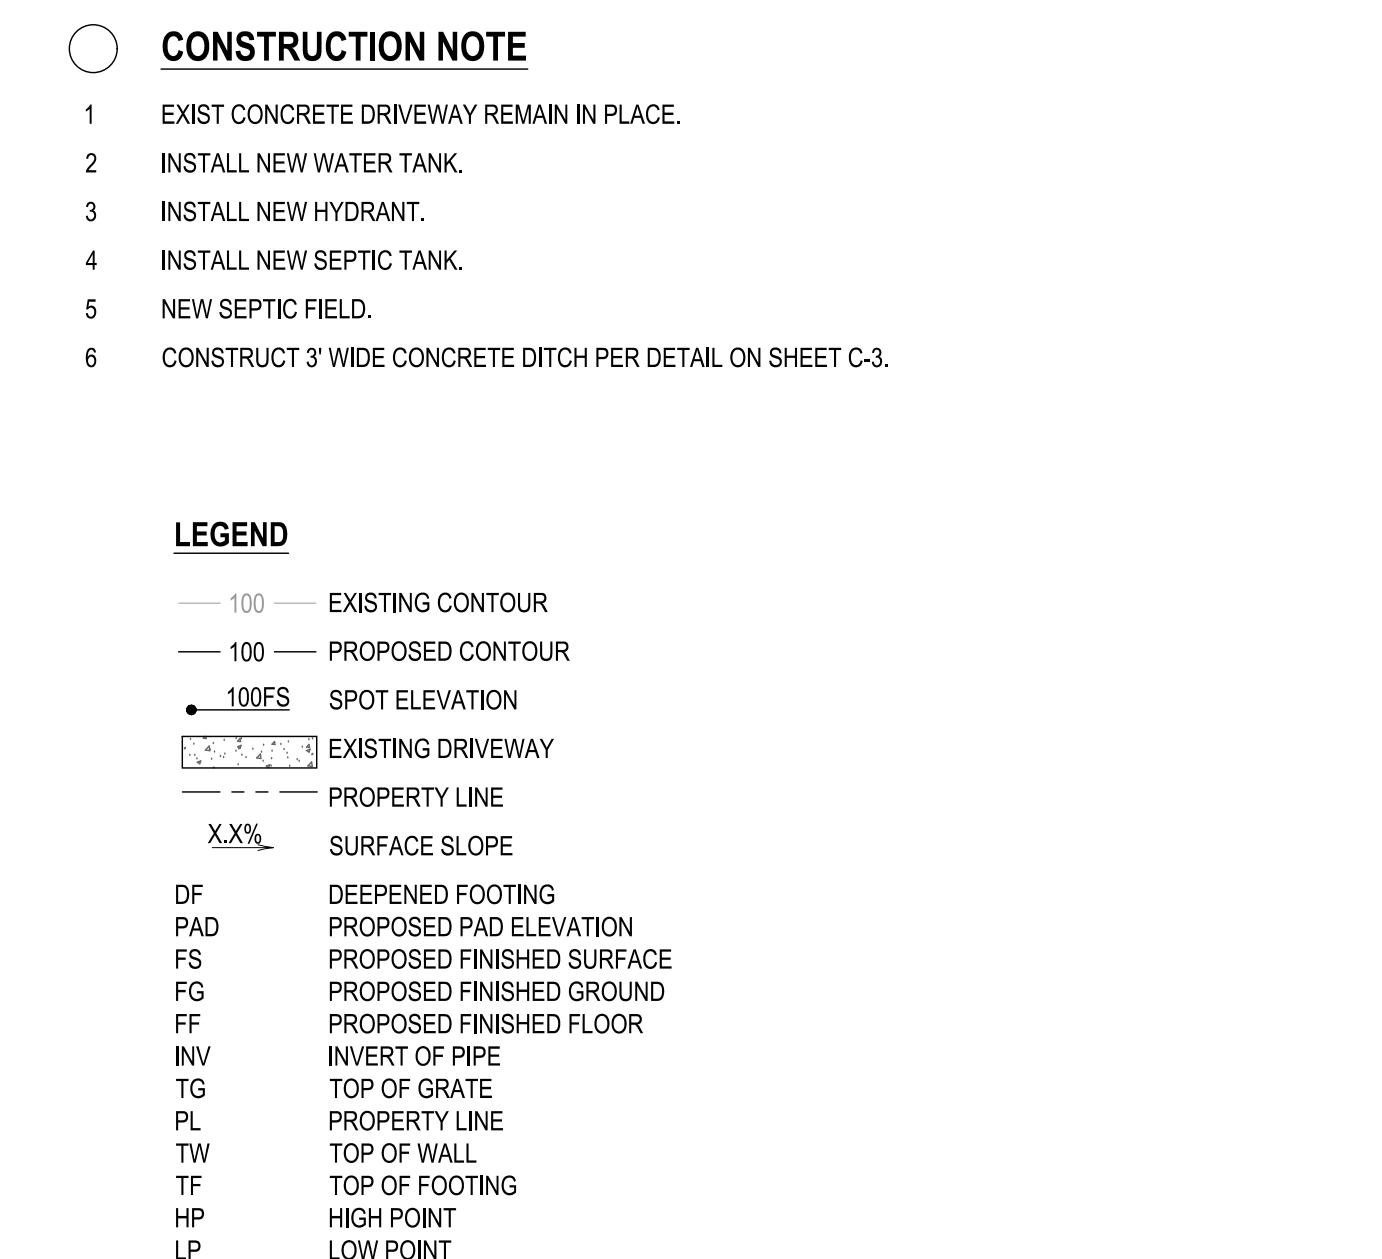 CONSTRUCTION NOTE
1 EXIST CONCRETE DRIVEWAY REMAIN IN PLACE.
2 INSTALL NEW WATER TANK.
3 INSTALL NEW HYDRANT.
4 INSTALL NEW SEPTIC TANK.
5 NEW SEPTIC FIELD.
6 CONSTRUCT 3' WIDE CONCRETE DITCH PER DETAIL ON SHEET C-3.
LEGEND
100 EXISTING CONTOUR
100 PROPOSED CONTOUR
100FS SPOT ELEVATION
EXISTING DRIVEWAY
PROPERTY LINE
X.X% SURFACE SLOPE
DF DEEPENED FOOTING
PAD PROPOSED PAD ELEVATION
FS PROPOSED FINISHED SURFACE
FG PROPOSED FINISHED GROUND
FF PROPOSED FINISHED FLOOR
INV INVERT OF PIPE
TG TOP OF GRATE
PL PROPERTY LINE
TW TOP OF WALL
TF TOP OF FOOTING
HP HIGH POINT
LP LOW POINT